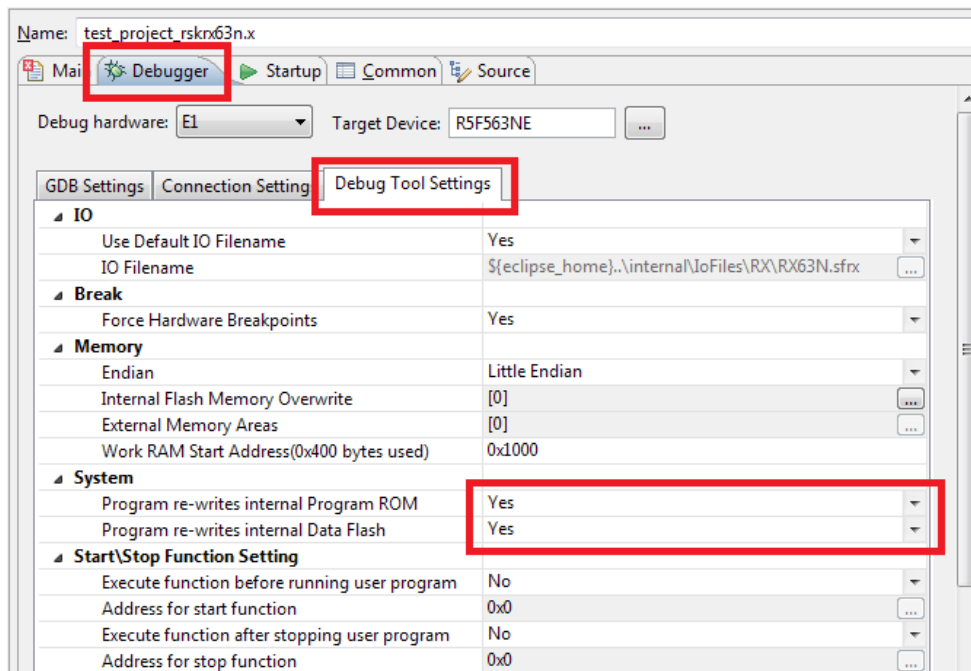 Name: test_project_rskrx63n.x
Main Debugger Startup Common Source
Debug hardware: E1 Target Device: R5F563NE ...
GDB Settings Connection Settings Debug Tool Settings
IO
Use Default IO Filename Yes
IO Filename ${eclipse_home}..\internal\IoFiles\RX\RX63N.sfrx ...
Break
Force Hardware Breakpoints Yes
Memory
Endian Little Endian
Internal Flash Memory Overwrite [0] ...
External Memory Areas [0] ...
Work RAM Start Address(0x400 bytes used) 0x1000
System
Program re-writes internal Program ROM Yes
Program re-writes internal Data Flash Yes
Start\Stop Function Setting
Execute function before running user program No
Address for start function 0x0 ...
Execute function after stopping user program No
Address for stop function 0x0 ...